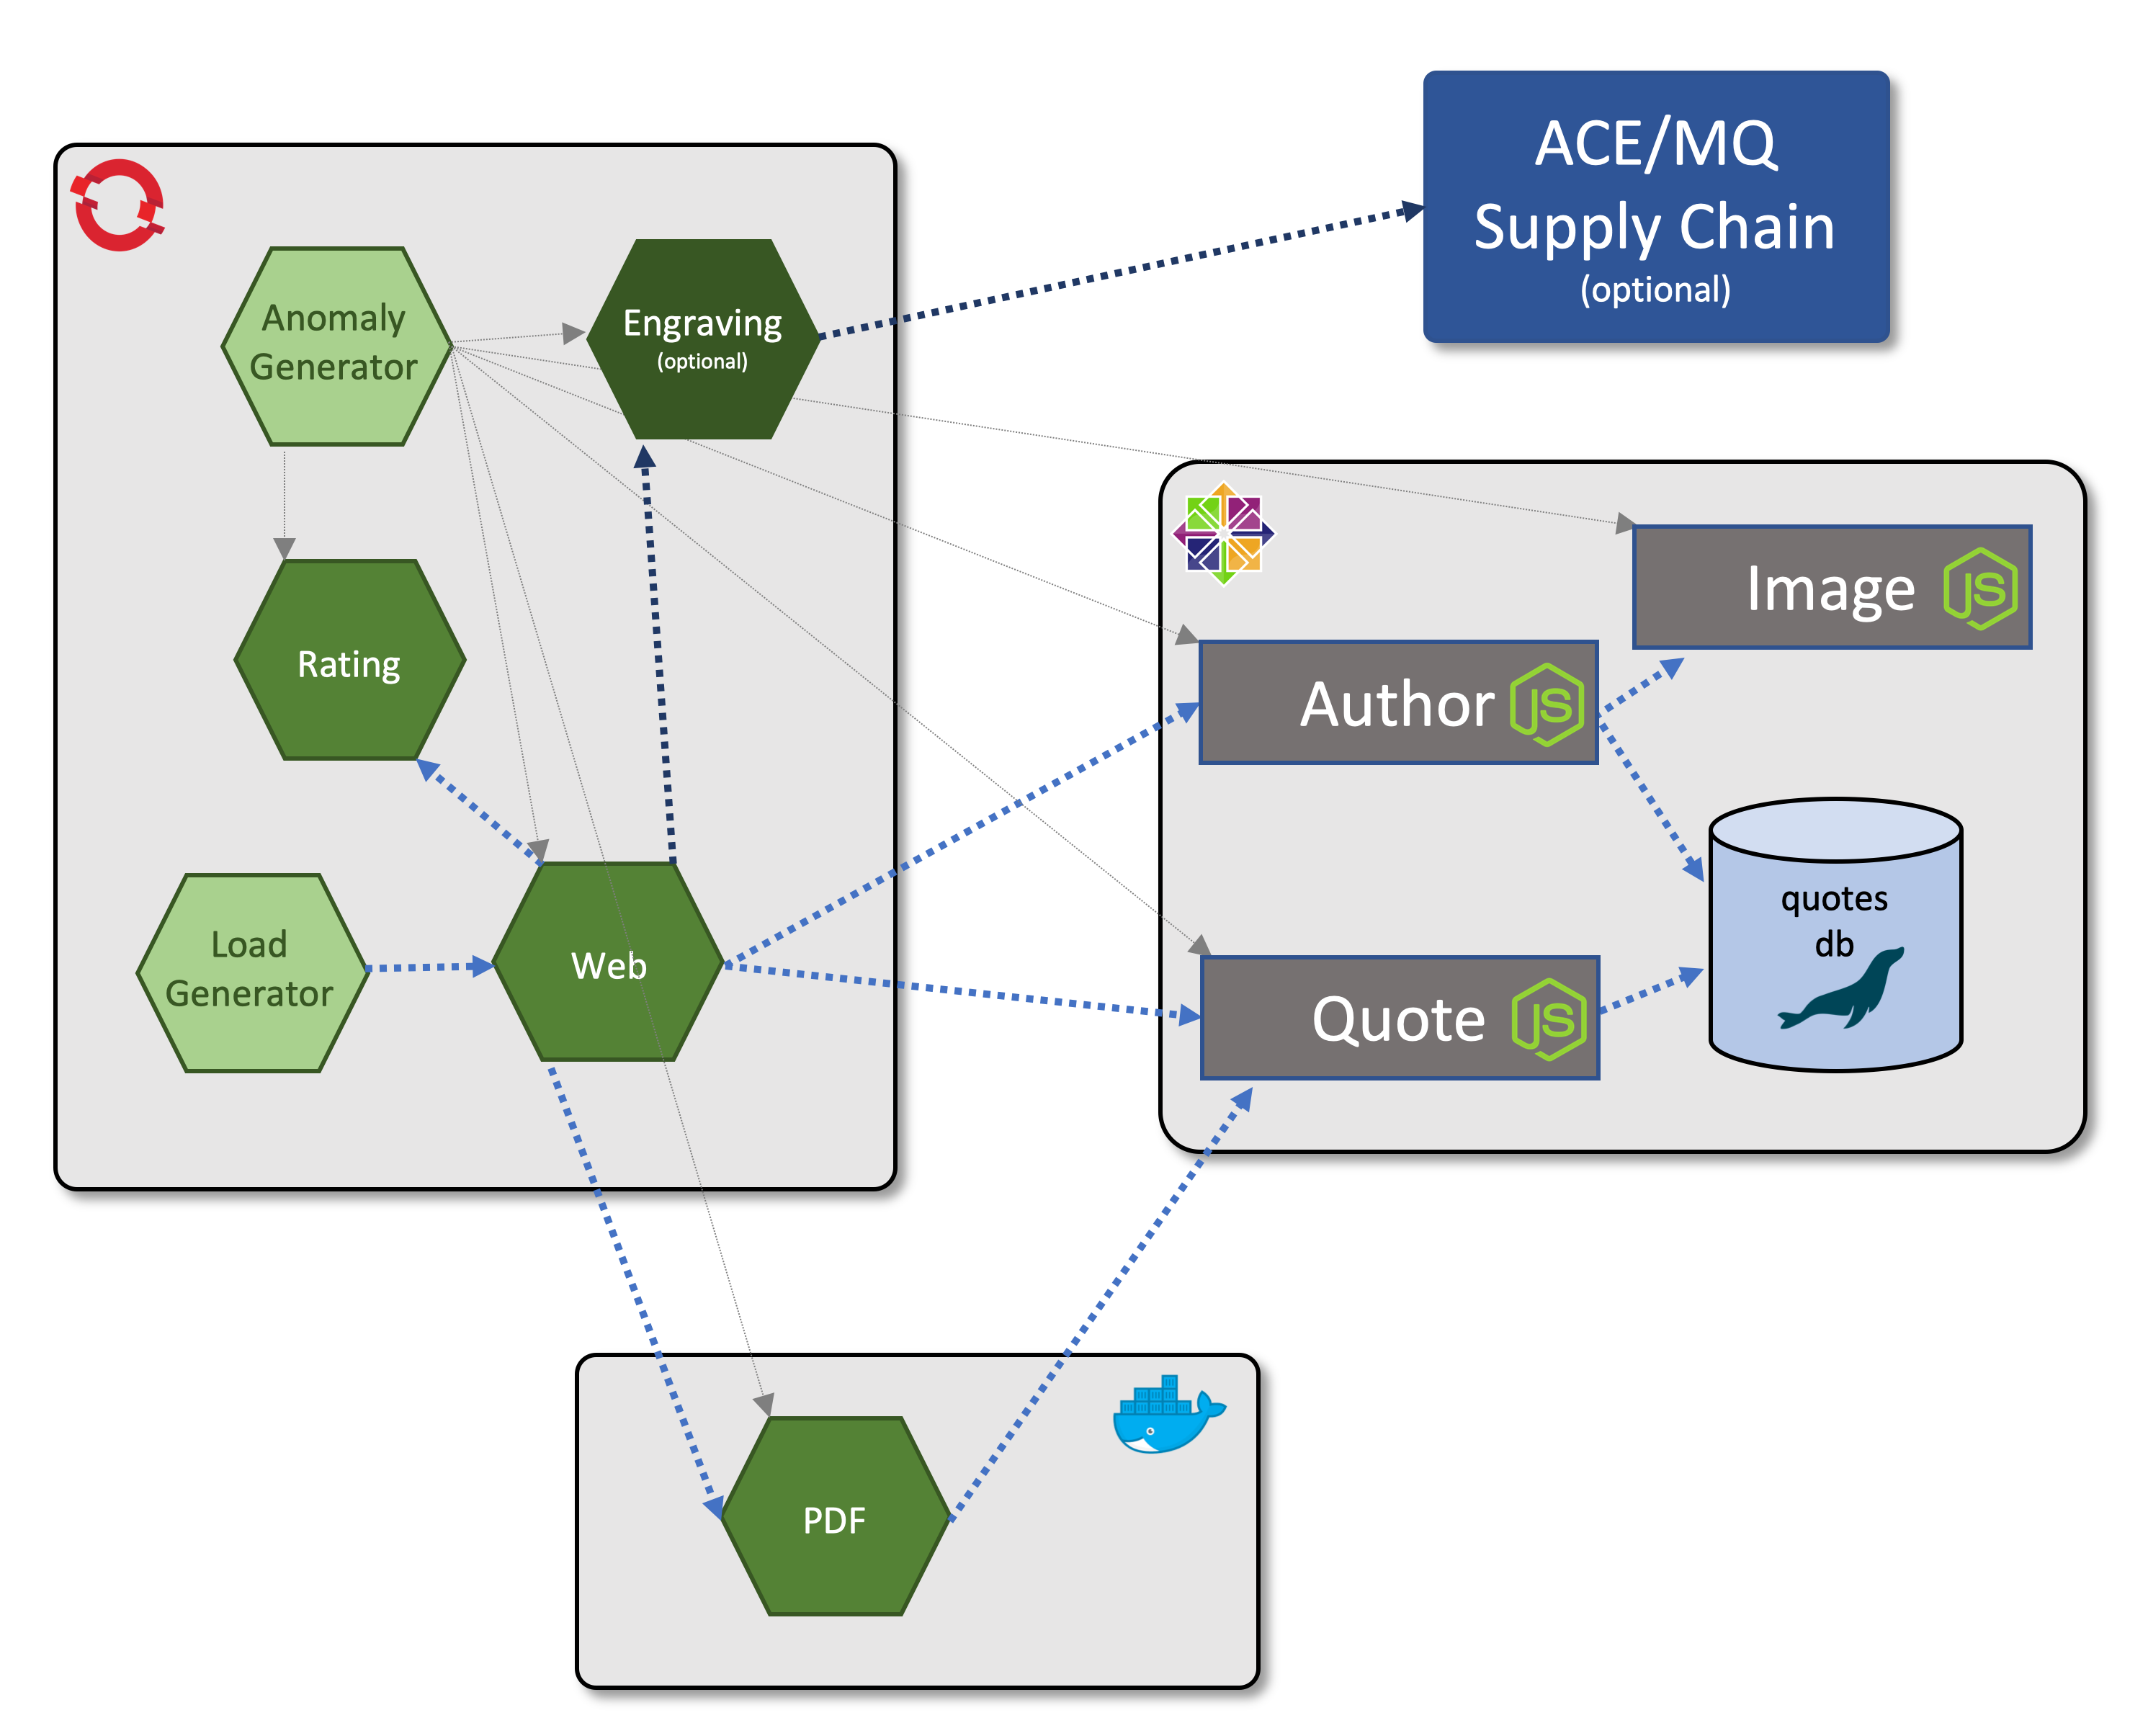 ACE/MQ
Supply Chain
(optional)
Anomaly
Generator
Engraving
(optional)
Image
JS
Rating
Author
JS
quotes
db
Load
Generator
Web
Quote
JS
PDF